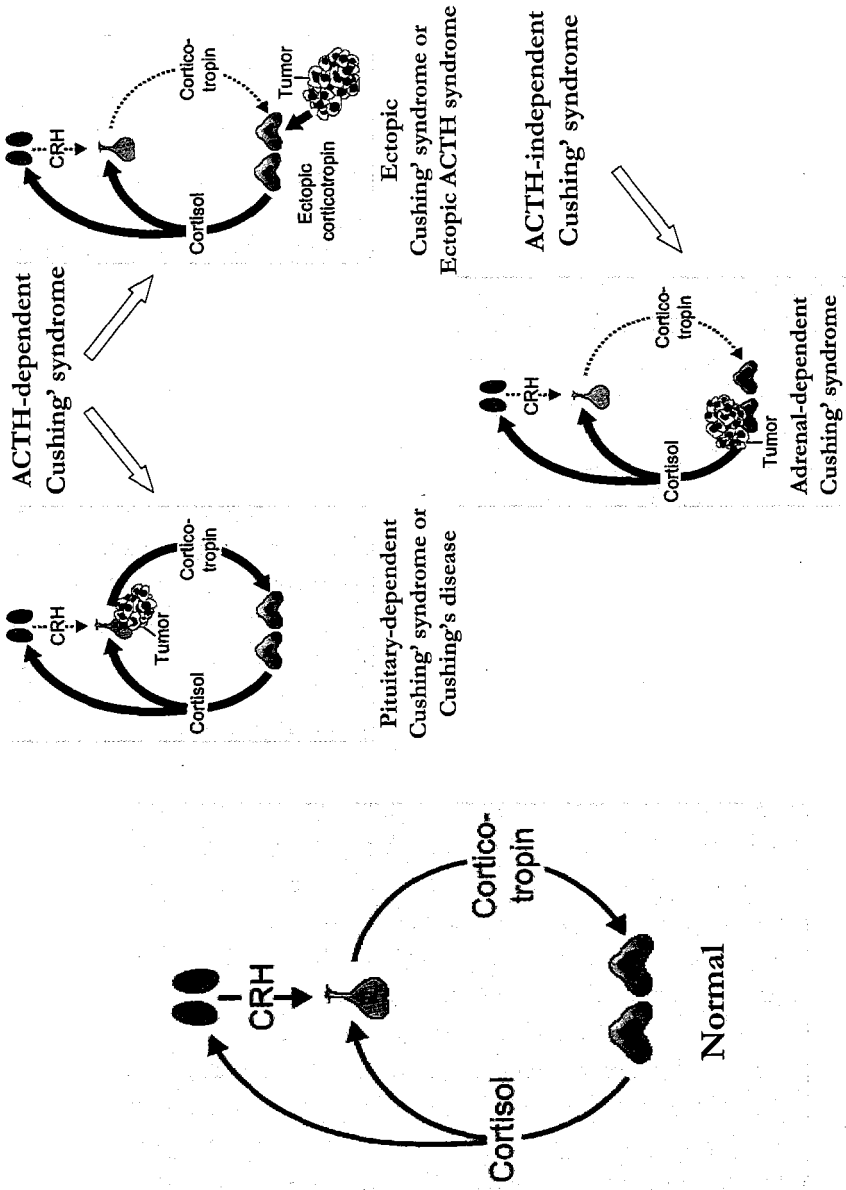 ACTH-dependent
Cushing' syndrome
CRH
Cortico-
tropin
Cortisol
Tumor
Pituitary-dependent
Cushing' syndrome or
Cushing's disease
CRH
Cortico-
tropin
Cortisol
Ectopic
corticotropin
Tumor
Ectopic
Cushing' syndrome or
Ectopic ACTH syndrome
CRH
Cortico-
tropin
Cortisol
Normal
ACTH-independent
Cushing' syndrome
CRH
Cortico-
tropin
Cortisol
Tumor
Adrenal-dependent
Cushing' syndrome